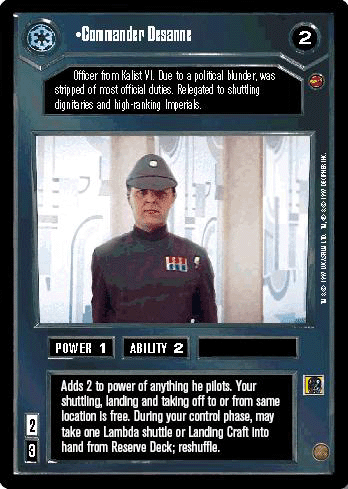 •Commander Desanne
2
Officer from Kalist VI. Due to a political blunder, was
stripped of most official duties. Relegated to shuttling
dignitaries and high-ranking Imperials.
POWER 1
ABILITY 2
Adds 2 to power of anything he pilots. Your
shuttling, landing and taking off to or from same
location is free. During your control phase, may
take one Lambda shuttle or Landing Craft into
hand from Reserve Deck; reshuffle.
2
3